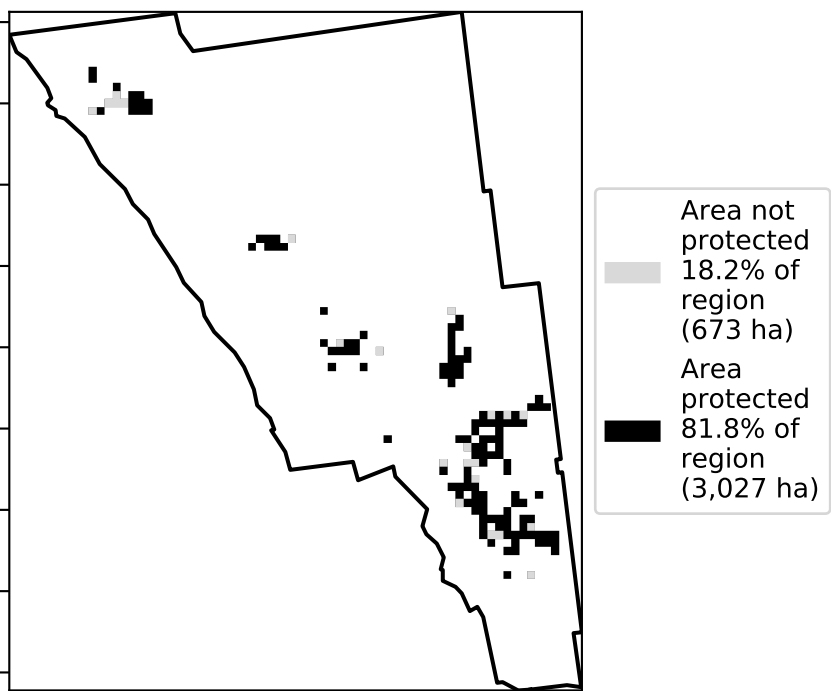 Area not
protected
18.2% of
region
(673 ha)
Area
protected
81.8% of
region
(3,027 ha)